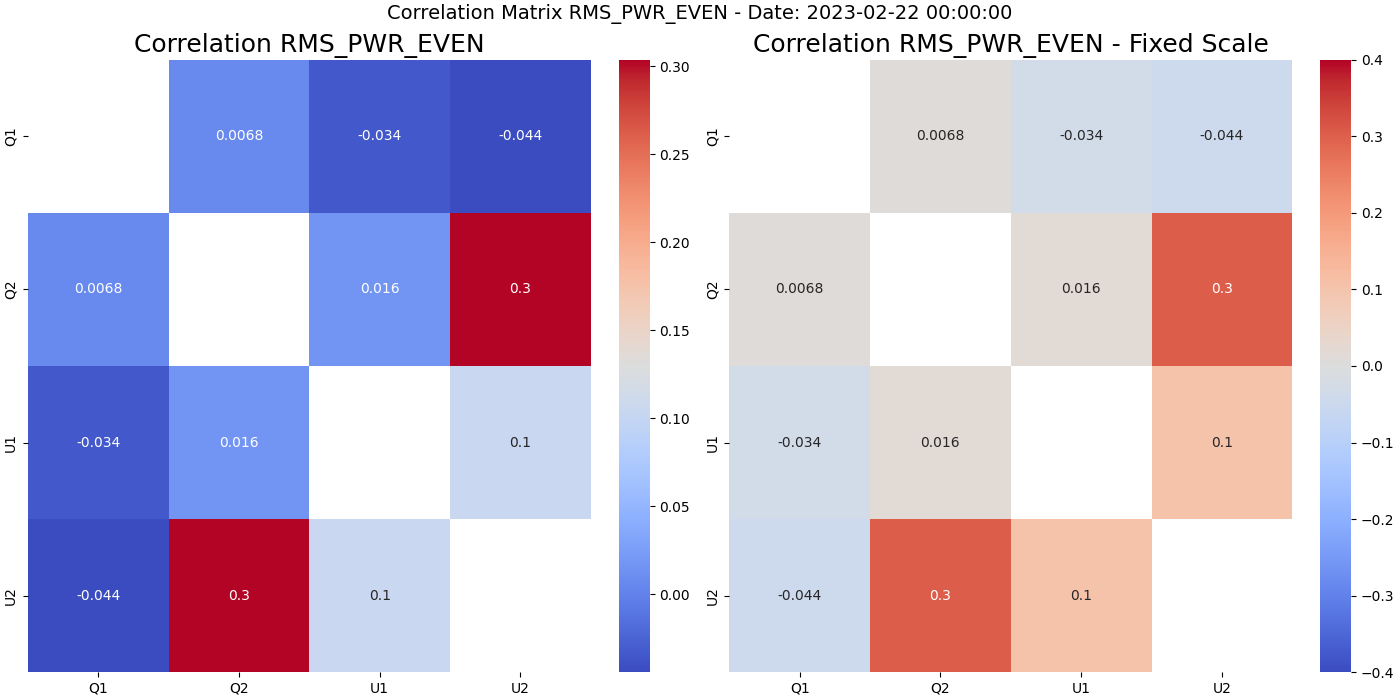 Correlation Matrix RMS_PWR_EVEN - Date: 2023-02-22 00:00:00
Correlation RMS_PWR_EVEN
Q1
0.0068
-0.034
-0.044
Q2
0.0068
0.016
0.3
U1
-0.034
0.016
0.1
U2
-0.044
0.3
0.1
Q1
Q2
U1
U2
0.30
0.25
0.20
0.15
0.10
0.05
0.00
Correlation RMS_PWR_EVEN - Fixed Scale
Q1
0.0068
-0.034
-0.044
Q2
0.0068
0.016
0.3
U1
-0.034
0.016
0.1
U2
-0.044
0.3
0.1
Q1
Q2
U1
U2
0.4
0.3
0.2
0.1
0.0
−0.1
−0.2
−0.3
−0.4